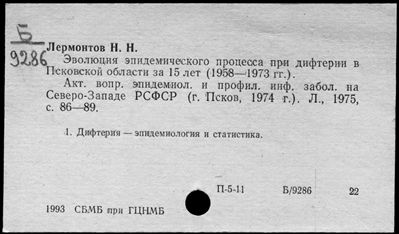 Б
9286
Лермонтов Н. Н.
Эволюция эпидемического процесса при дифтерии в
Псковской области за 15 лет (1958—1973 гг.).
Акт. вопр. эпидемиол. и профил. инф. забол. на
Северо-Западе РСФСР (г. Псков, 1974 г.). Л., 1975,
с. 86—89.
1. Дифтерия — эпидемиология и статистика.
П-5-11 Б/9286 22
1993 СБМБ при ГЦНМБ